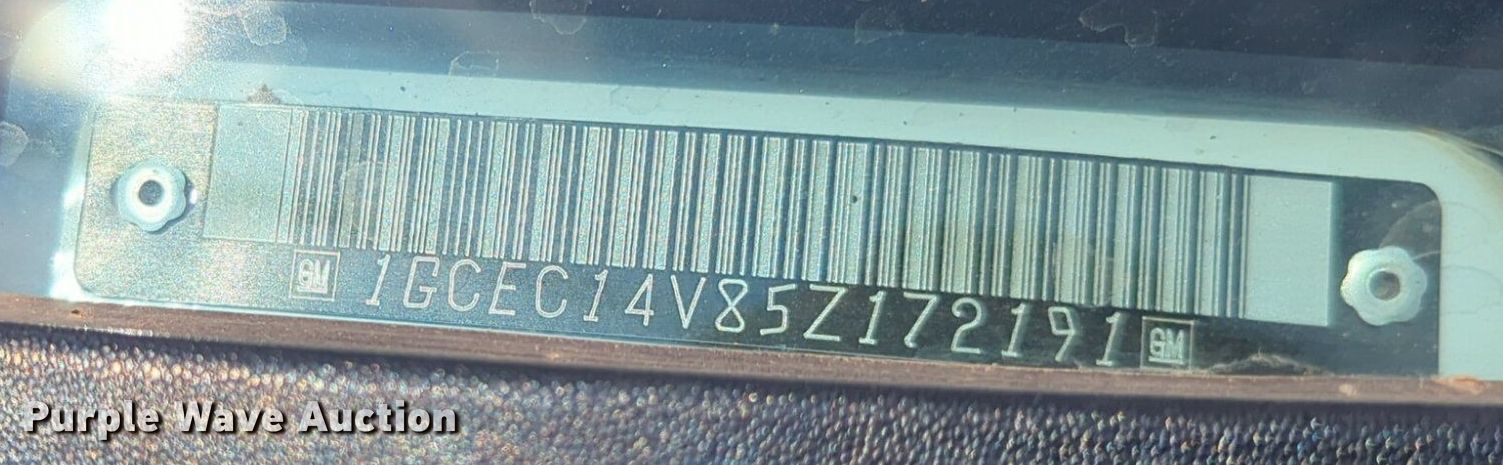 GM 1GCEC14V85Z172191 GM
Purple Wave Auction